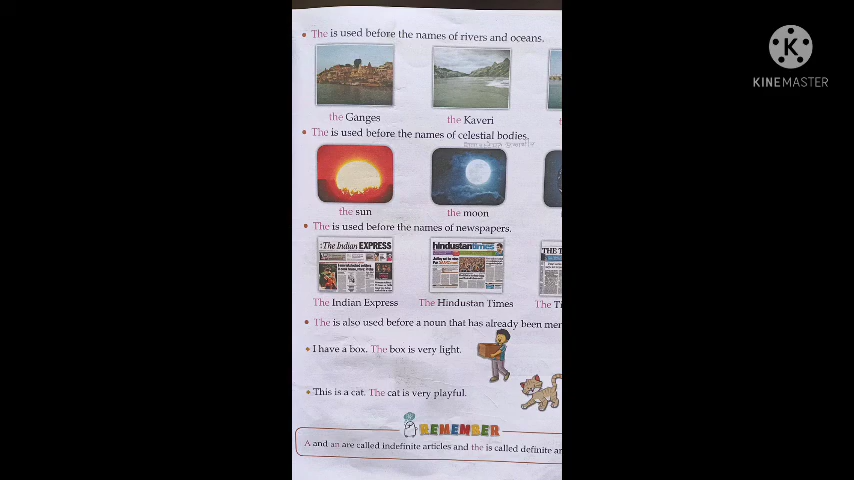 The is used before the names of rivers and oceans.
the Ganges
the Kaveri
The is used before the names of celestial bodies.
the sun
the moon
The is used before the names of newspapers.
The Indian EXPRESS
hindustantimes
THE T
The Indian Express
The Hindustan Times
The Ti
The is also used before a noun that has already been mer
I have a box. The box is very light.
This is a cat. The cat is very playful.
REMEMBER
A and an are called indefinite articles and the is called definite ar
K
KINEMASTER